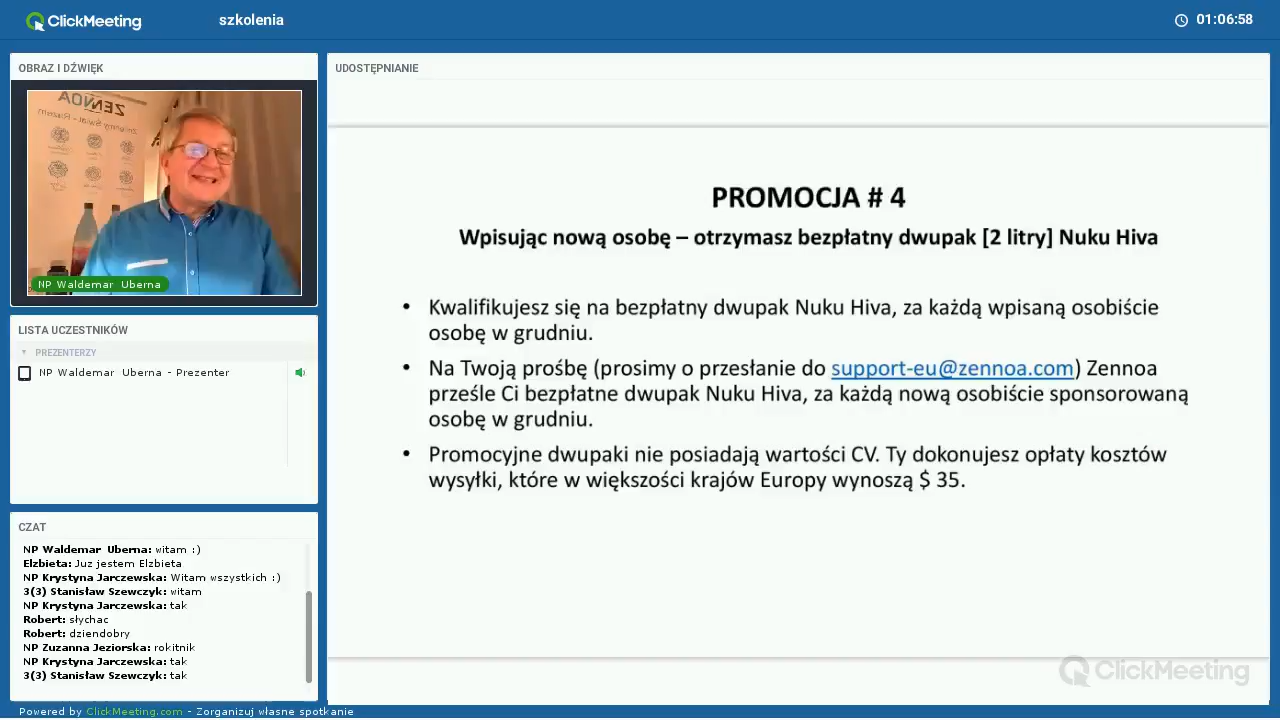 ClickMeeting
szkolenia
01:06:58
OBRAZ I DŹWIĘK
ZENNOA
NP Waldemar Uberna
LISTA UCZESTNIKÓW
PREZENTERZY
NP Waldemar Uberna - Prezenter
CZAT
NP Waldemar Uberna: witam :)
Elzbieta: Juz jestem Elzbieta
NP Krystyna Jarczewska: Witam wszystkich :)
3(3) Stanisław Szewczyk: witam
NP Krystyna Jarczewska: tak
Robert: słychac
Robert: dziendobry
NP Zuzanna Jeziorska: rokitnik
NP Krystyna Jarczewska: tak
3(3) Stanisław Szewczyk: tak
UDOSTĘPNIANIE
PROMOCJA # 4
Wpisując nową osobę – otrzymasz bezpłatny dwupak [2 litry] Nuku Hiva
• Kwalifikujesz się na bezpłatny dwupak Nuku Hiva, za każdą wpisaną osobiście
osobę w grudniu.
• Na Twoją prośbę (prosimy o przesłanie do support-eu@zennoa.com) Zennoa
prześle Ci bezpłatne dwupak Nuku Hiva, za każdą nową osobiście sponsorowaną
osobę w grudniu.
• Promocyjne dwupaki nie posiadają wartości CV. Ty dokonujesz opłaty kosztów
wysyłki, które w większości krajów Europy wynoszą $ 35.
ClickMeeting
Powered by ClickMeeting.com - Zorganizuj własne spotkanie